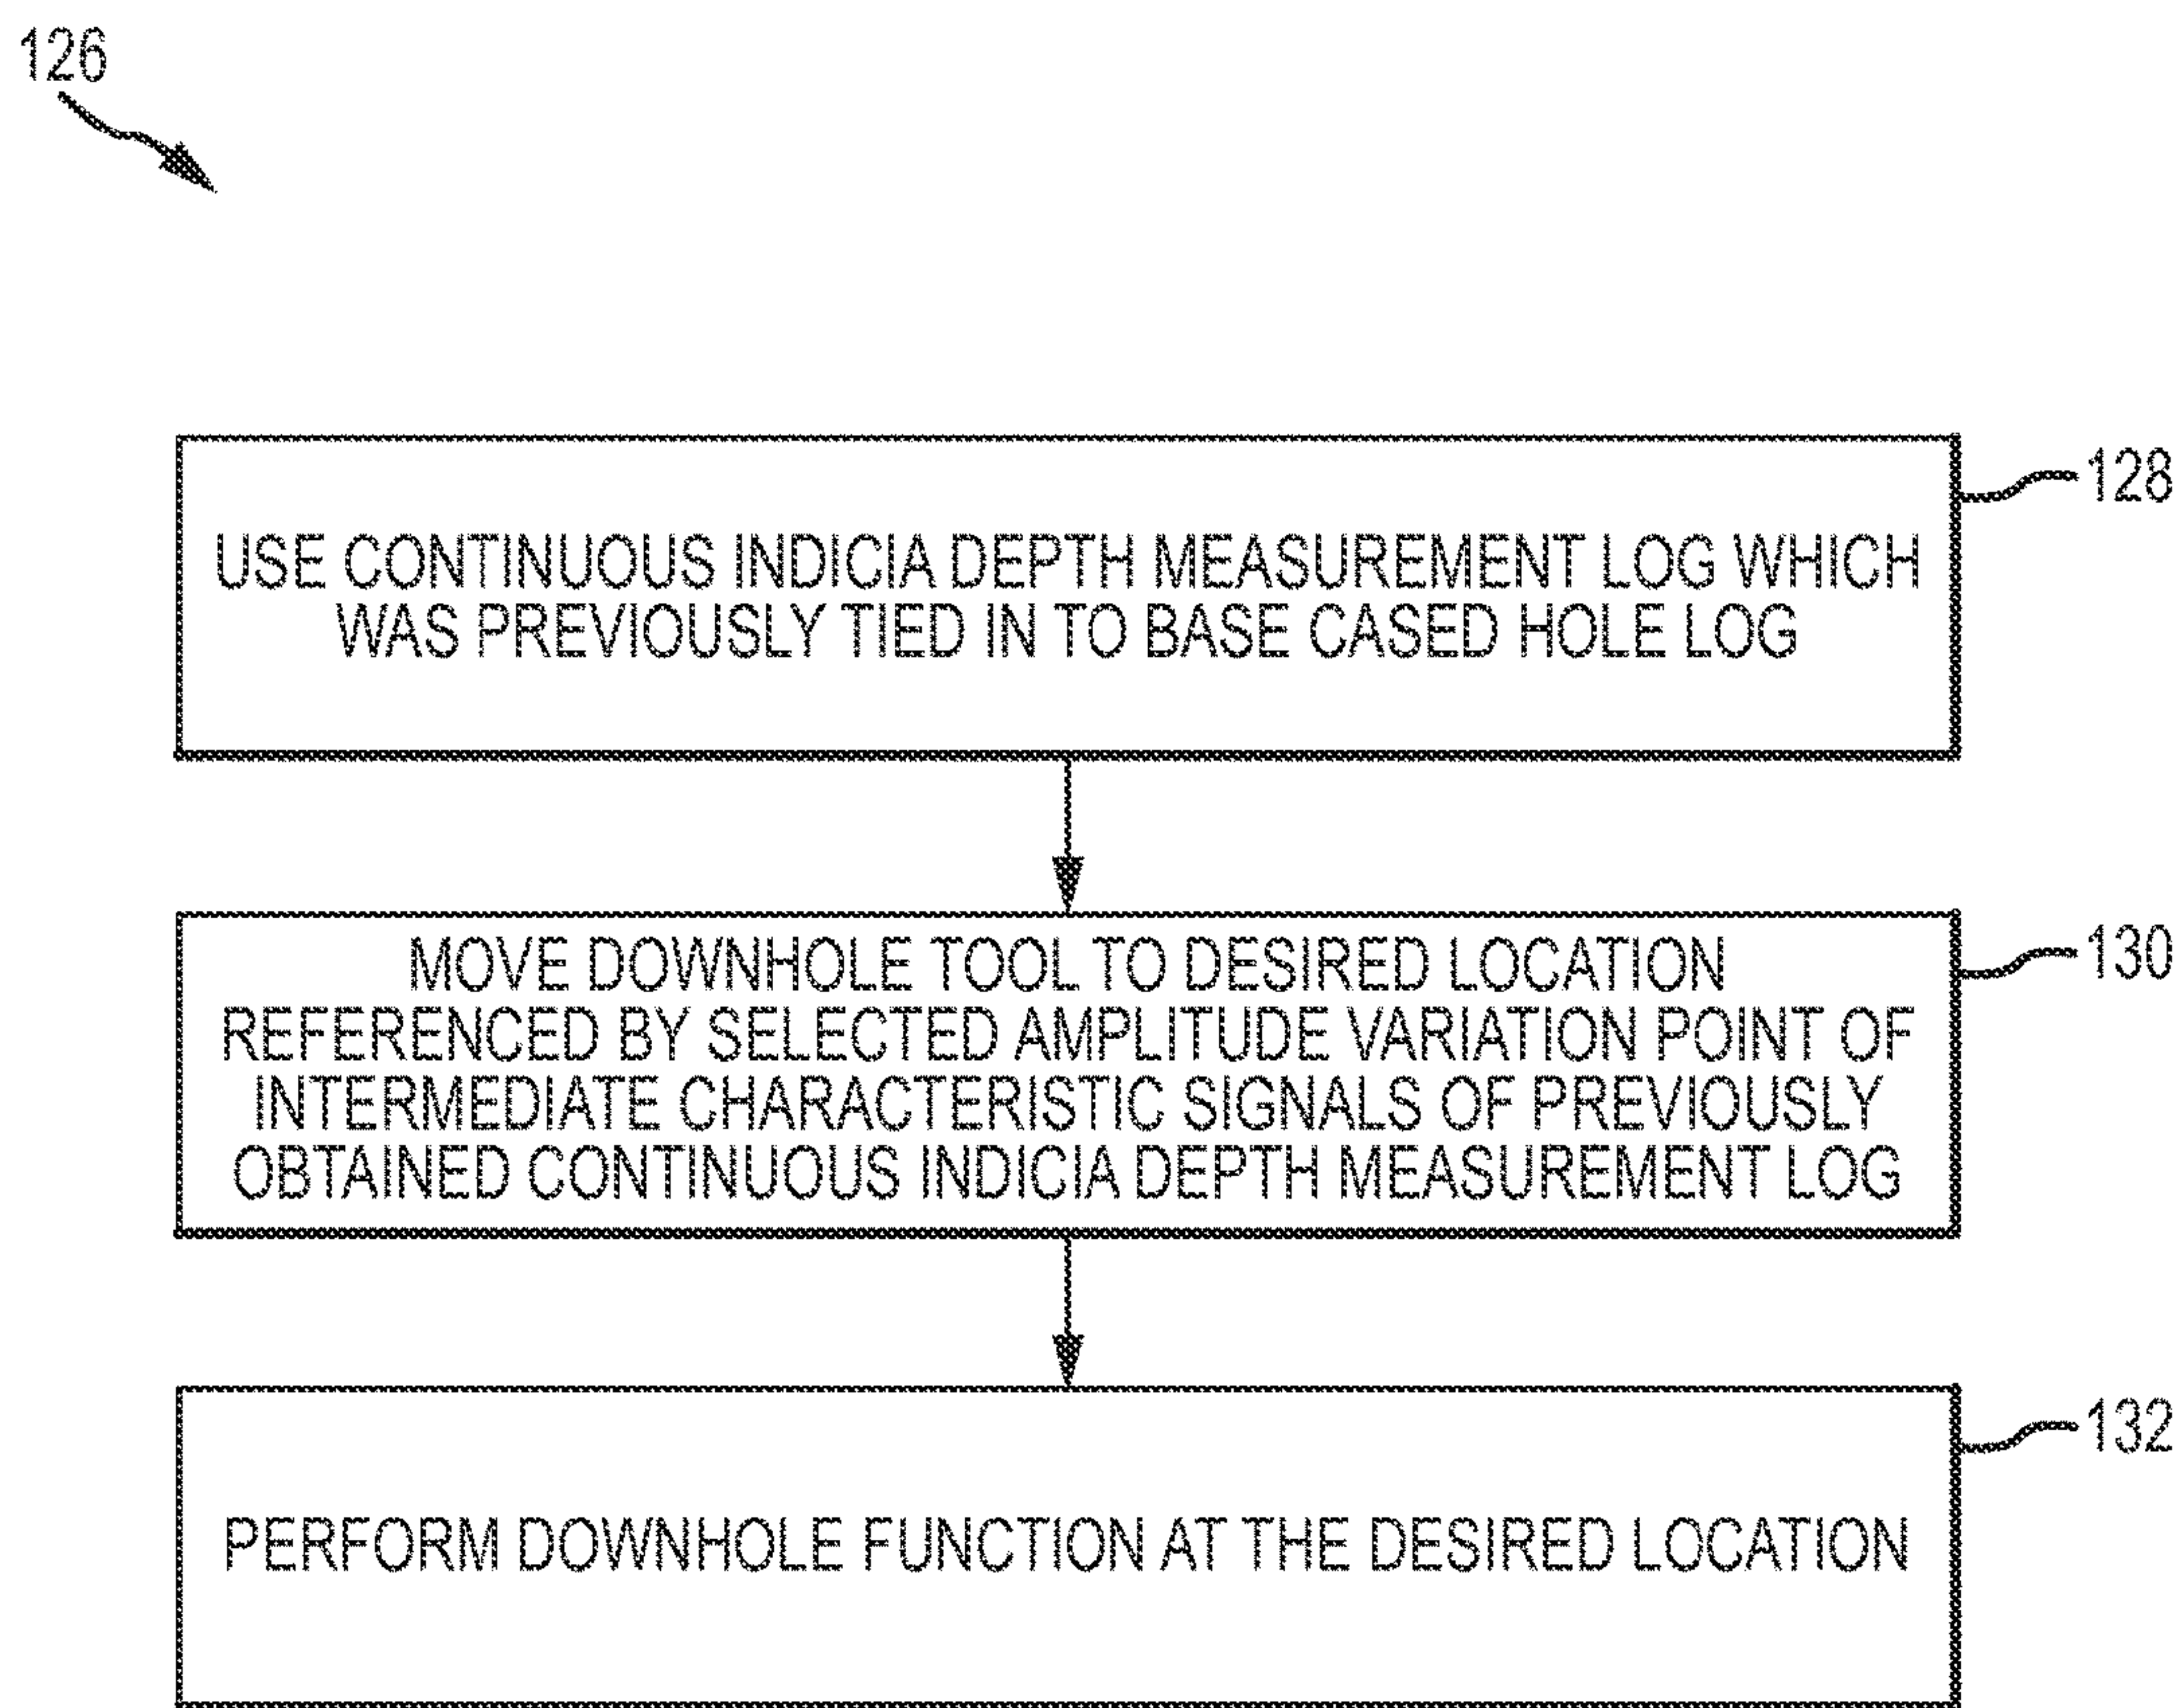 126
128
USE CONTINUOUS INDICIA DEPTH MEASUREMENT LOG WHICH
WAS PREVIOUSLY TIED IN TO BASE CASED HOLE LOG
130
MOVE DOWNHOLE TOOL TO DESIRED LOCATION
REFERENCED BY SELECTED AMPLITUDE VARIATION POINT OF
INTERMEDIATE CHARACTERISTIC SIGNALS OF PREVIOUSLY
OBTAINED CONTINUOUS INDICIA DEPTH MEASUREMENT LOG
132
PERFORM DOWNHOLE FUNCTION AT THE DESIRED LOCATION